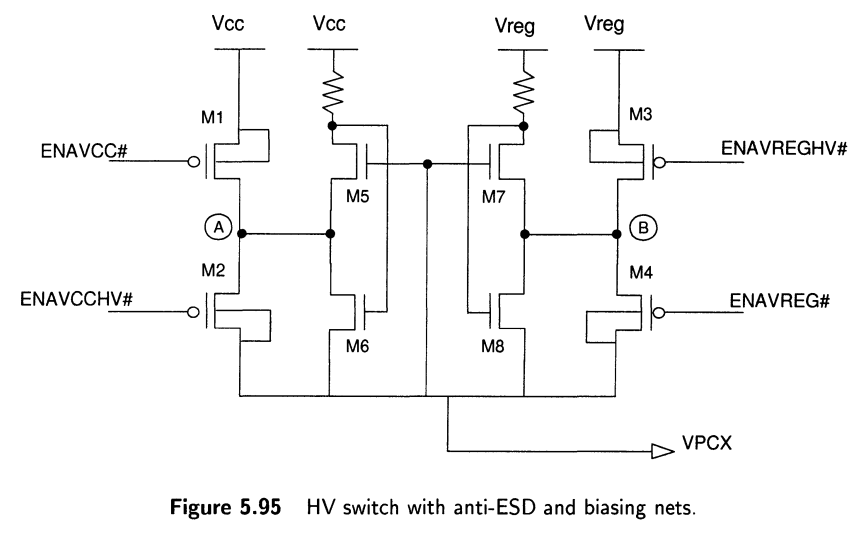 Vcc Vcc Vreg Vreg
M1 M3
ENAVCC# ENAVREGHV#
M5 M7
A B
M2 M4
ENAVCCHV# ENAVREG#
M6 M8
VPCX
Figure 5.95 HV switch with anti-ESD and biasing nets.